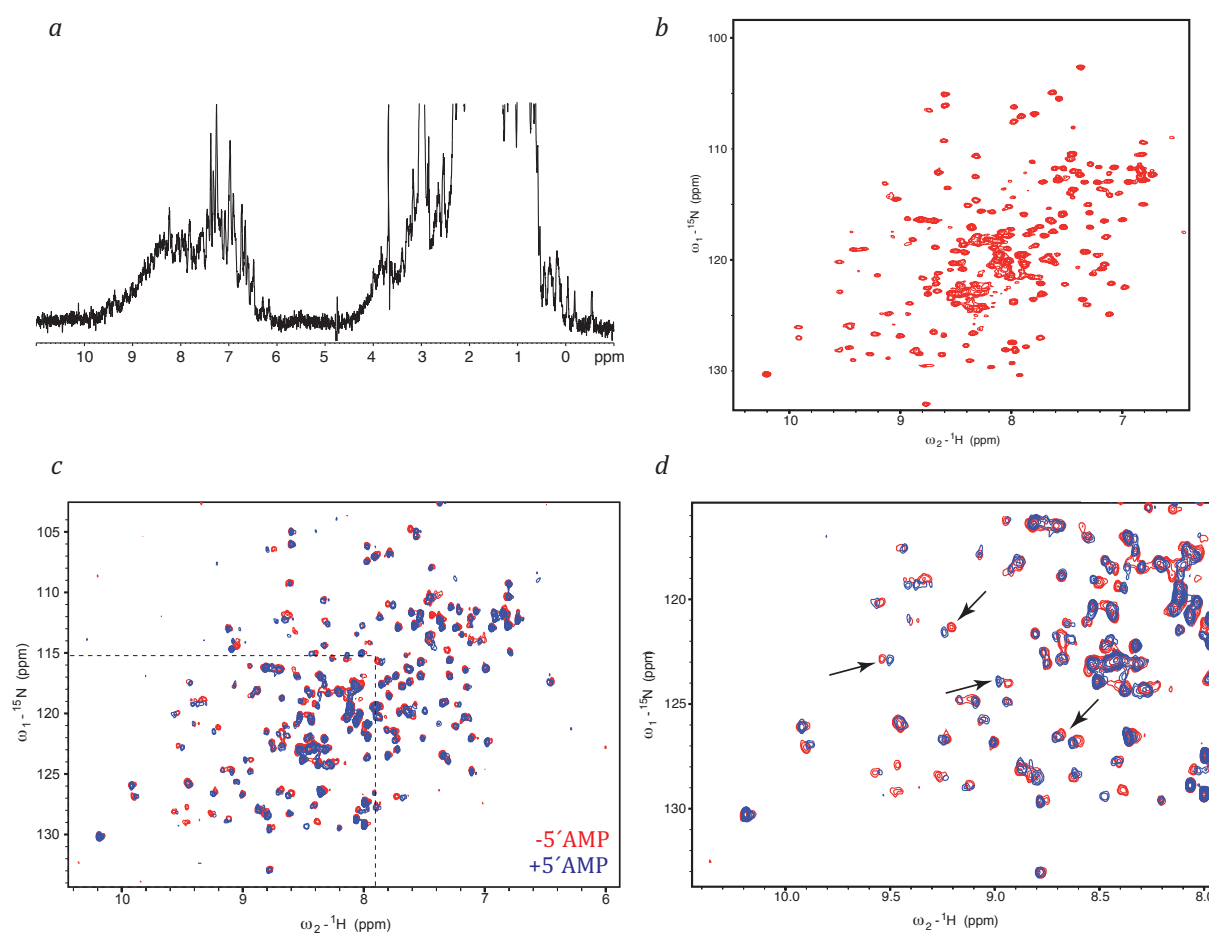 a
10 9 8 7 6 5 4 3 2 1 0 ppm
b
100
110
120
130
ω₁ - ¹⁵N (ppm)
10 9 8 7
ω₂ - ¹H (ppm)
c
105
110
115
120
125
130
ω₁ - ¹⁵N (ppm)
-5´AMP
+5´AMP
10 9 8 7 6
ω₂ - ¹H (ppm)
d
120
125
130
ω₁ - ¹⁵N (ppm)
10.0 9.5 9.0 8.5 8.0
ω₂ - ¹H (ppm)